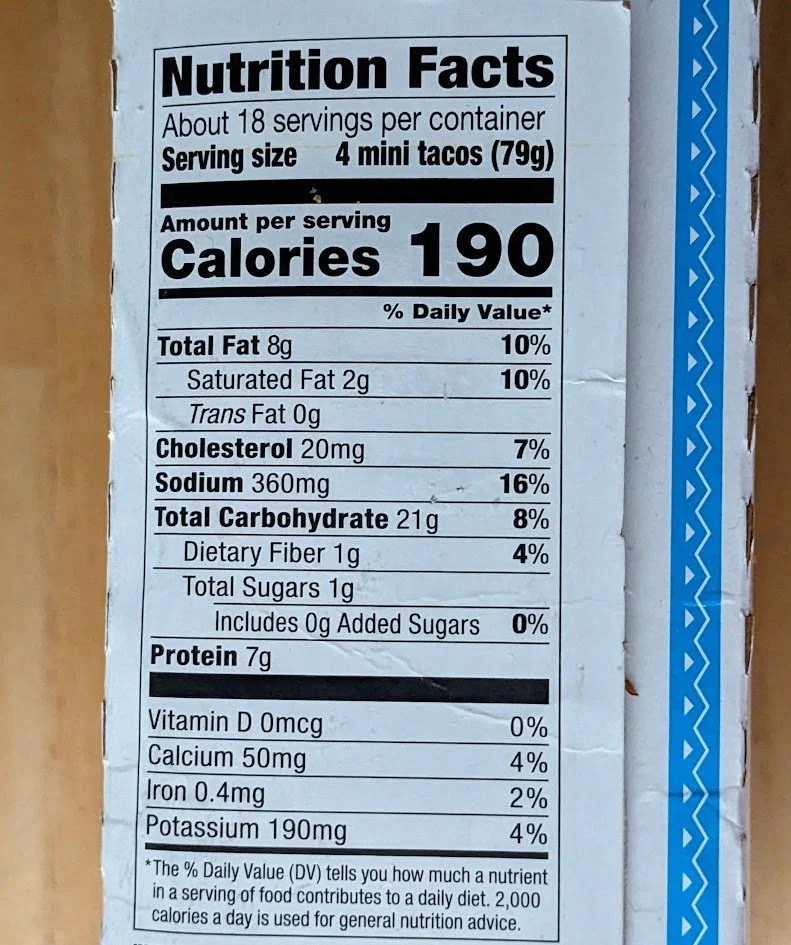 Nutrition Facts
About 18 servings per container
Serving size 4 mini tacos (79g)
Amount per serving
Calories 190
% Daily Value*
Total Fat 8g 10%
Saturated Fat 2g 10%
Trans Fat 0g
Cholesterol 20mg 7%
Sodium 360mg 16%
Total Carbohydrate 21g 8%
Dietary Fiber 1g 4%
Total Sugars 1g
Includes 0g Added Sugars 0%
Protein 7g
Vitamin D 0mcg 0%
Calcium 50mg 4%
Iron 0.4mg 2%
Potassium 190mg 4%
*The % Daily Value (DV) tells you how much a nutrient
in a serving of food contributes to a daily diet. 2,000
calories a day is used for general nutrition advice.